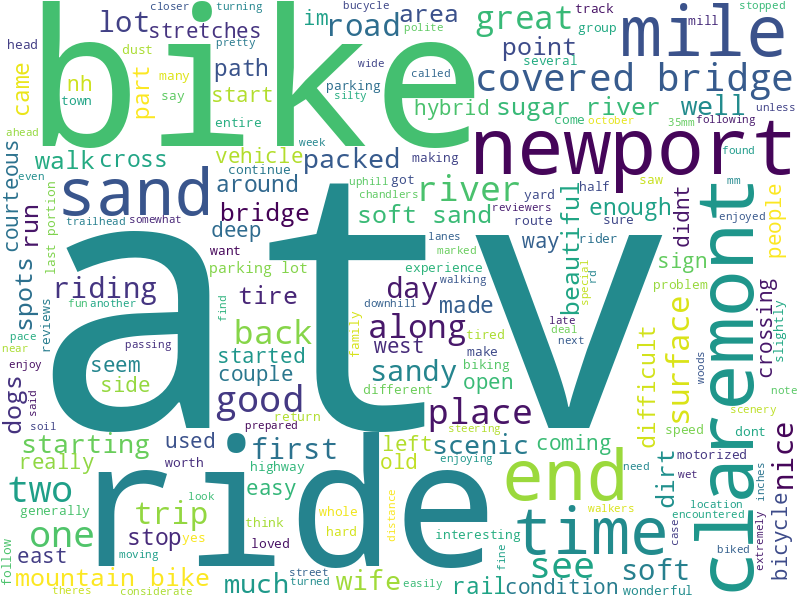 closer turning bucycle
lot im road area great mile
stretches polite group track mill stopped
head dust pretty wide point several
came nh many path parking called covered bridge
town part say start silty hybrid sugar river well unless
bike
ahead entire week come october 35mm following
courteous walk cross vehicle packed making newport found
even continue uphill got river yard half saw mm
run last portion sand around chandlers reviewers beautiful enough didnt people enjoyed
trailhead somewhat bridge soft sand route sure
spots deep want lanes marked way rider sign claremont
parking lot experience walking special rd problem crossing
reviews riding find tire day downhill made open surface slightly
fun another atv along late deal next
pace back family west tired biking difficult speed woods
near passing started make
dogs seem couple different sandy dont note
enjoy side good return place scenery
said soil prepared steering
starting used first left scenic coming dirt motorized nice
really worth highway old enjoying need wet
two easy ride end walkers location inches
generally look whole distance encountered
one trip think hard interesting time case extremely bicycle
stop yes loved fine see biked
follow east moving street soft
mountain bike turned much wife easily rail condition wonderful
theres considerate